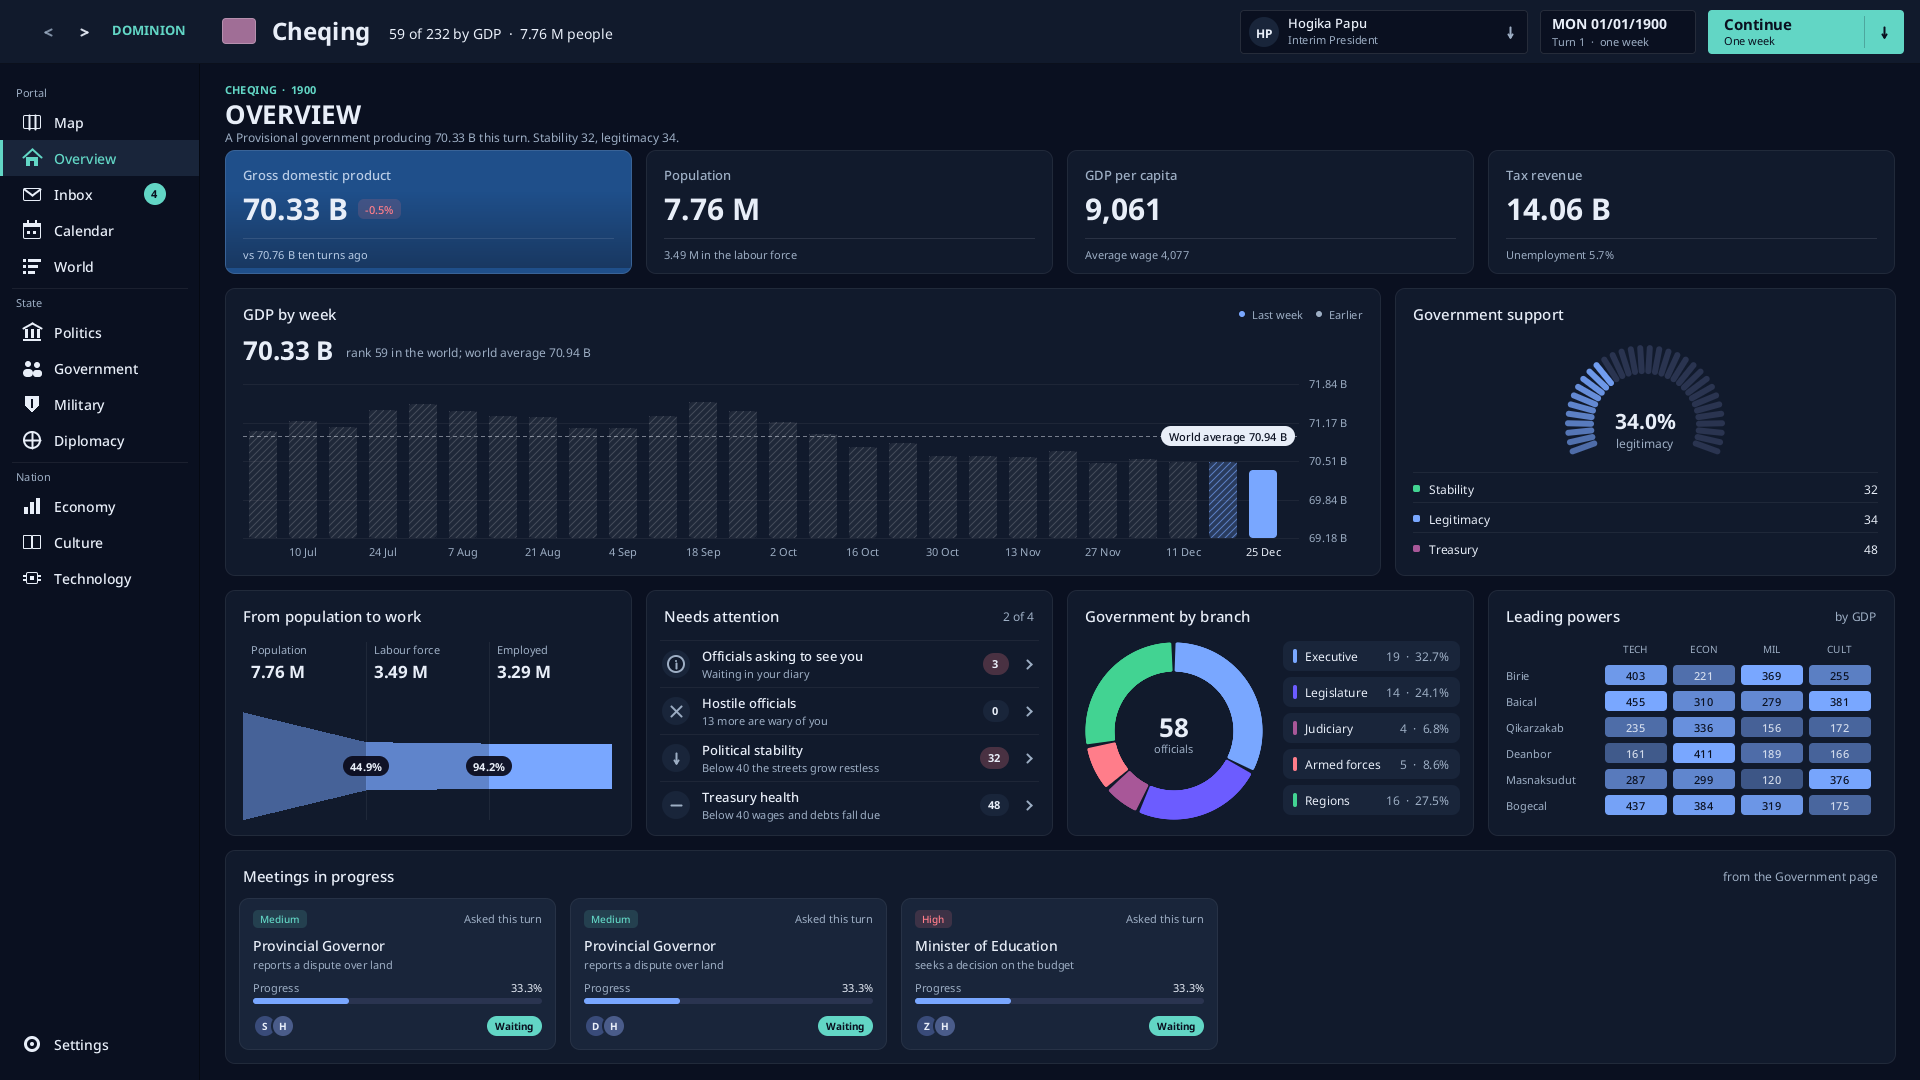 < > DOMINION
Cheqing 59 of 232 by GDP · 7.76 M people
HP Hogika Papu
Interim President
MON 01/01/1900
Turn 1 · one week
Continue
One week
Portal
Map
Overview
Inbox 4
Calendar
World
State
Politics
Government
Military
Diplomacy
Nation
Economy
Culture
Technology
Settings
CHEQING · 1900
OVERVIEW
A Provisional government producing 70.33 B this turn. Stability 32, legitimacy 34.
Gross domestic product
70.33 B -0.5%
vs 70.76 B ten turns ago
Population
7.76 M
3.49 M in the labour force
GDP per capita
9,061
Average wage 4,077
Tax revenue
14.06 B
Unemployment 5.7%
GDP by week
Last week Earlier
70.33 B rank 59 in the world; world average 70.94 B
71.84 B
71.17 B
World average 70.94 B
70.51 B
69.84 B
69.18 B
10 Jul 24 Jul 7 Aug 21 Aug 4 Sep 18 Sep 2 Oct 16 Oct 30 Oct 13 Nov 27 Nov 11 Dec 25 Dec
Government support
34.0%
legitimacy
Stability 32
Legitimacy 34
Treasury 48
From population to work
Population Labour force Employed
7.76 M 3.49 M 3.29 M
44.9% 94.2%
Needs attention 2 of 4
Officials asking to see you
Waiting in your diary
3
Hostile officials
13 more are wary of you
0
Political stability
Below 40 the streets grow restless
32
Treasury health
Below 40 wages and debts fall due
48
Government by branch
58
officials
Executive 19 · 32.7%
Legislature 14 · 24.1%
Judiciary 4 · 6.8%
Armed forces 5 · 8.6%
Regions 16 · 27.5%
Leading powers by GDP
TECH ECON MIL CULT
Birie 403 221 369 255
Baical 455 310 279 381
Qikarzakab 235 336 156 172
Deanbor 161 411 189 166
Masnaksudut 287 299 120 376
Bogecal 437 384 319 175
Meetings in progress from the Government page
Medium Asked this turn
Provincial Governor
reports a dispute over land
Progress 33.3%
S H Waiting
Medium Asked this turn
Provincial Governor
reports a dispute over land
Progress 33.3%
D H Waiting
High Asked this turn
Minister of Education
seeks a decision on the budget
Progress 33.3%
Z H Waiting